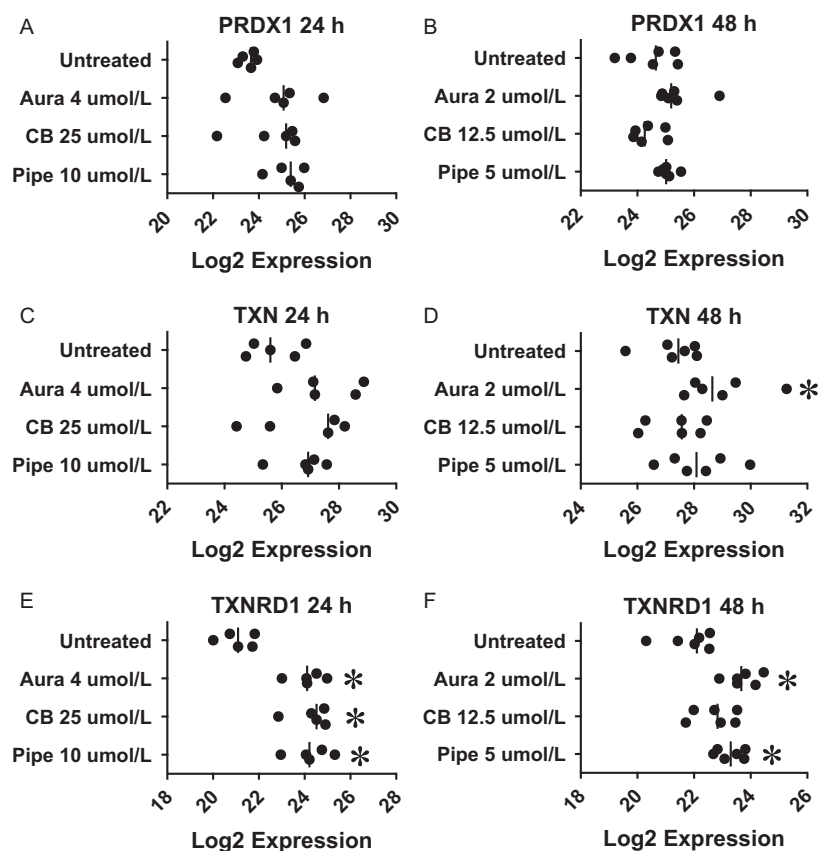 A
PRDX1 24 h
Untreated
Aura 4 umol/L
CB 25 umol/L
Pipe 10 umol/L
20 22 24 26 28 30
Log2 Expression
B
PRDX1 48 h
Untreated
Aura 2 umol/L
CB 12.5 umol/L
Pipe 5 umol/L
22 24 26 28 30 32
Log2 Expression
C
TXN 24 h
Untreated
Aura 4 umol/L
CB 25 umol/L
Pipe 10 umol/L
22 24 26 28 30
Log2 Expression
D
TXN 48 h
Untreated
Aura 2 umol/L
*
CB 12.5 umol/L
Pipe 5 umol/L
24 26 28 30 32
Log2 Expression
E
TXNRD1 24 h
Untreated
Aura 4 umol/L
*
CB 25 umol/L
*
Pipe 10 umol/L
*
18 20 22 24 26 28
Log2 Expression
F
TXNRD1 48 h
Untreated
Aura 2 umol/L
*
CB 12.5 umol/L
Pipe 5 umol/L
*
18 20 22 24 26
Log2 Expression